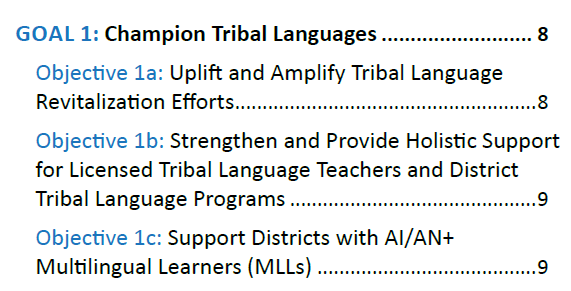 GOAL 1: Champion Tribal Languages .......................... 8
Objective 1a: Uplift and Amplify Tribal Language
Revitalization Efforts....................................................8
Objective 1b: Strengthen and Provide Holistic Support
for Licensed Tribal Language Teachers and District
Tribal Language Programs ..........................................9
Objective 1c: Support Districts with AI/AN+
Multilingual Learners (MLLs) .....................................9